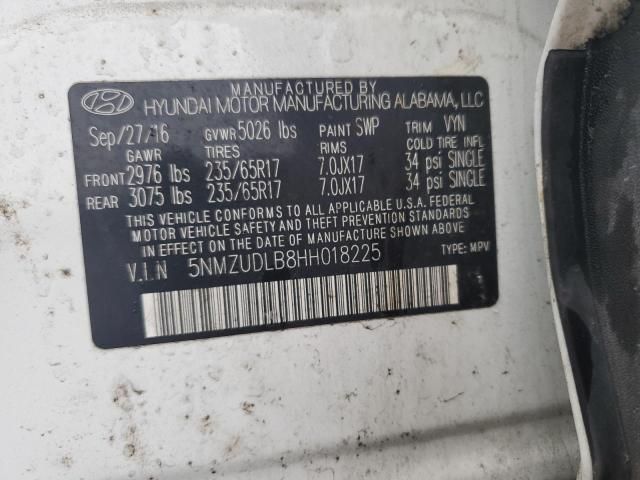 MANUFACTURED BY
HYUNDAI MOTOR MANUFACTURING ALABAMA, LLC
Sep/27/16 GVWR 5026 lbs PAINT SWP TRIM VYN
GAWR TIRES RIMS COLD TIRE INFL
FRONT 2976 lbs 235/65R17 7.0JX17 34 psi SINGLE
REAR 3075 lbs 235/65R17 7.0JX17 34 psi SINGLE
THIS VEHICLE CONFORMS TO ALL APPLICABLE U.S.A. FEDERAL
MOTOR VEHICLE SAFETY AND THEFT PREVENTION STANDARDS
IN EFFECT ON THE DATE OF MANUFACTURE SHOWN ABOVE.
V.I.N 5NMZUDLB8HH018225 TYPE: MPV